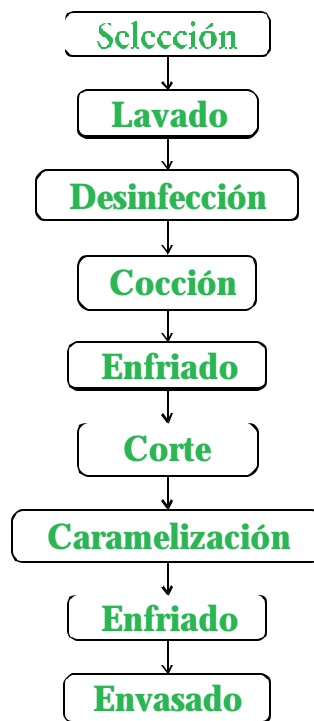 Selección
Lavado
Desinfección
Cocción
Enfriado
Corte
Caramelización
Enfriado
Envasado